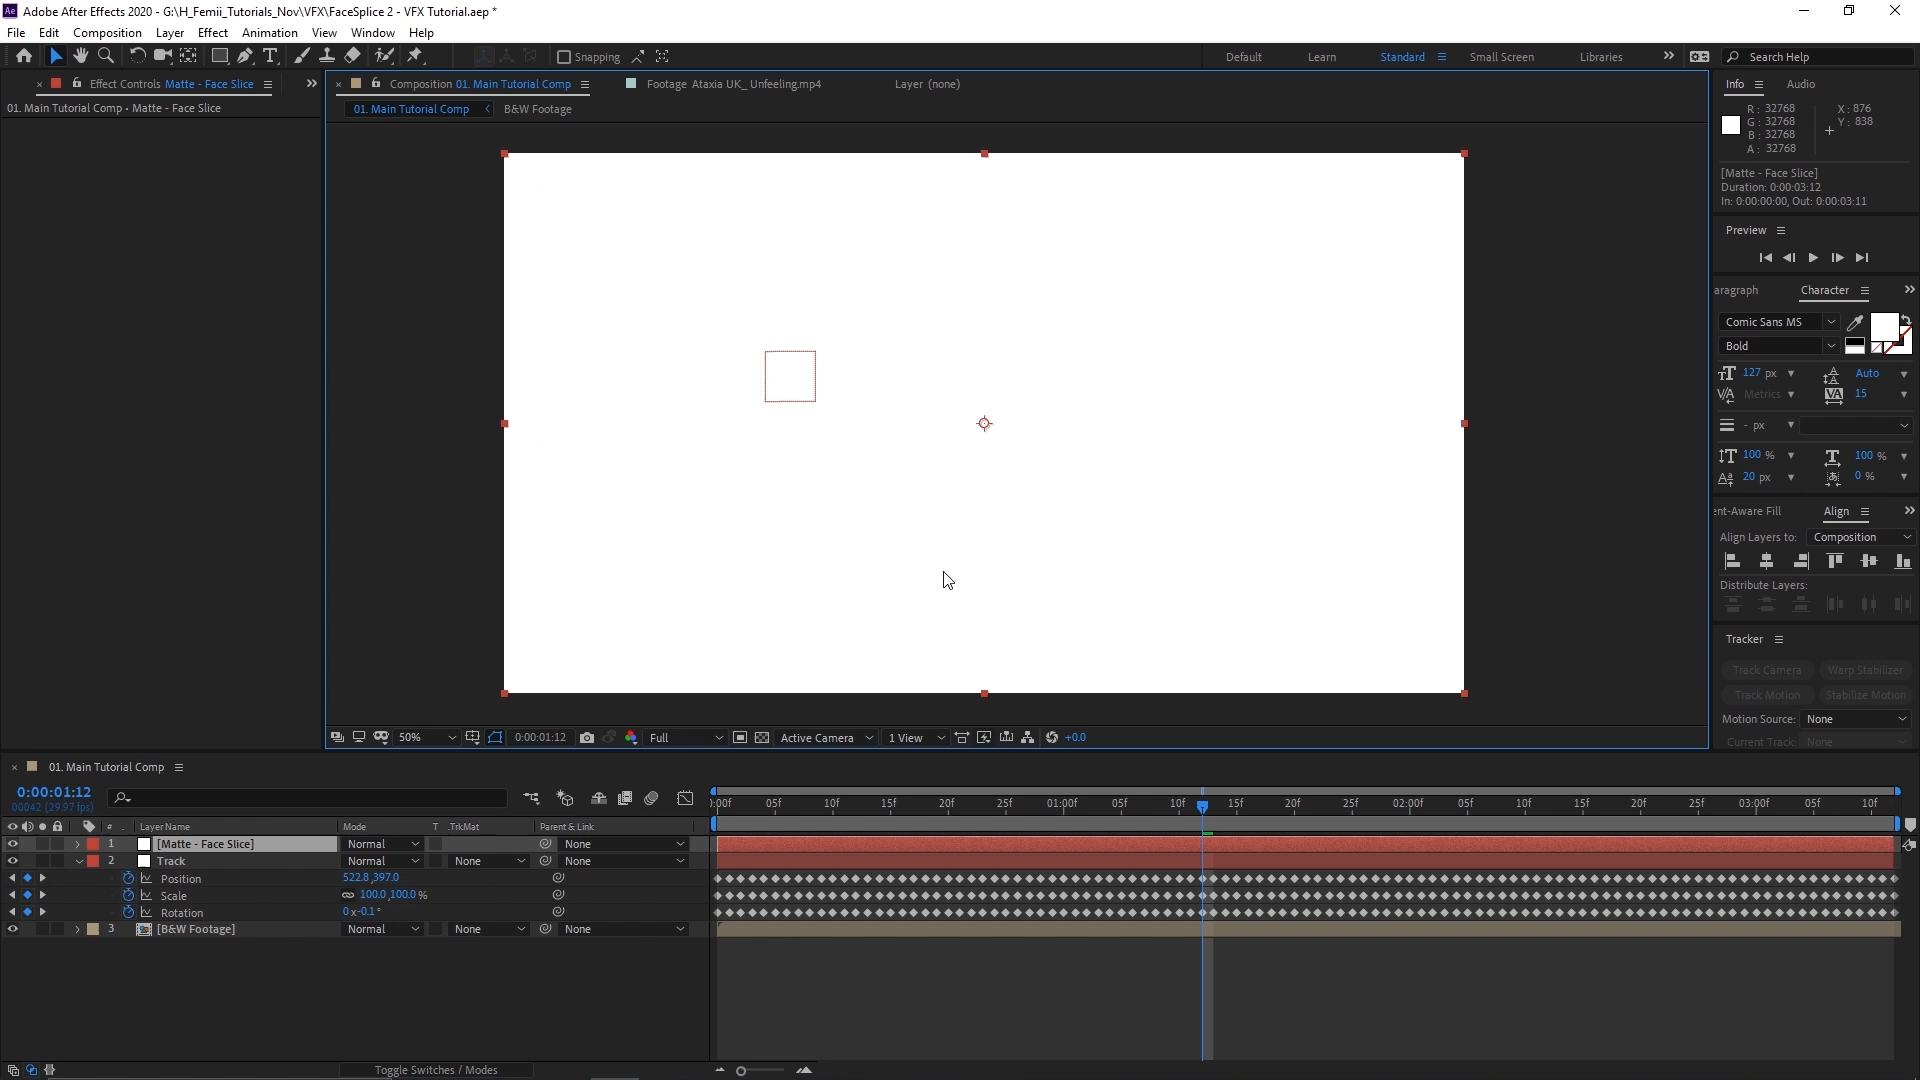 Ae Adobe After Effects 2020 - G:\H_Femii_Tutorials_Nov\VFX\FaceSplice 2 - VFX Tutorial.aep *
File Edit Composition Layer Effect Animation View Window Help
Snapping Default Learn Standard Small Screen Libraries Search Help
Effect Controls Matte - Face Slice
01. Main Tutorial Comp • Matte - Face Slice
Composition 01. Main Tutorial Comp Footage Ataxia UK_ Unfeeling.mp4 Layer (none)
01. Main Tutorial Comp B&W Footage
Info Audio
R : 32768 X : 876
G : 32768 Y : 838
B : 32768
A : 32768
[Matte - Face Slice]
Duration: 0:00:03:12
In: 0:00:00:00, Out: 0:00:03:11
Preview
aragraph Character
Comic Sans MS
Bold
127 px Auto
Metrics 15
- px
100 % 100 %
20 px 0 %
ent-Aware Fill Align
Align Layers to: Composition
Distribute Layers:
Tracker
Track Camera Warp Stabilizer
Track Motion Stabilize Motion
Motion Source: None
Current Track: None
50% 0:00:01:12 Full Active Camera 1 View +0.0
01. Main Tutorial Comp
0:00:01:12
00042 (29.97 fps)
:00f 05f 10f 15f 20f 25f 01:00f 05f 10f 15f 20f 25f 02:00f 05f 10f 15f 20f 25f 03:00f 05f 10f
# Layer Name Mode T .TrkMat Parent & Link
1 [Matte - Face Slice] Normal None
2 Track Normal None None
Position 522.8,397.0
Scale 100.0,100.0 %
Rotation 0 x-0.1 °
3 [B&W Footage] Normal None None
Toggle Switches / Modes